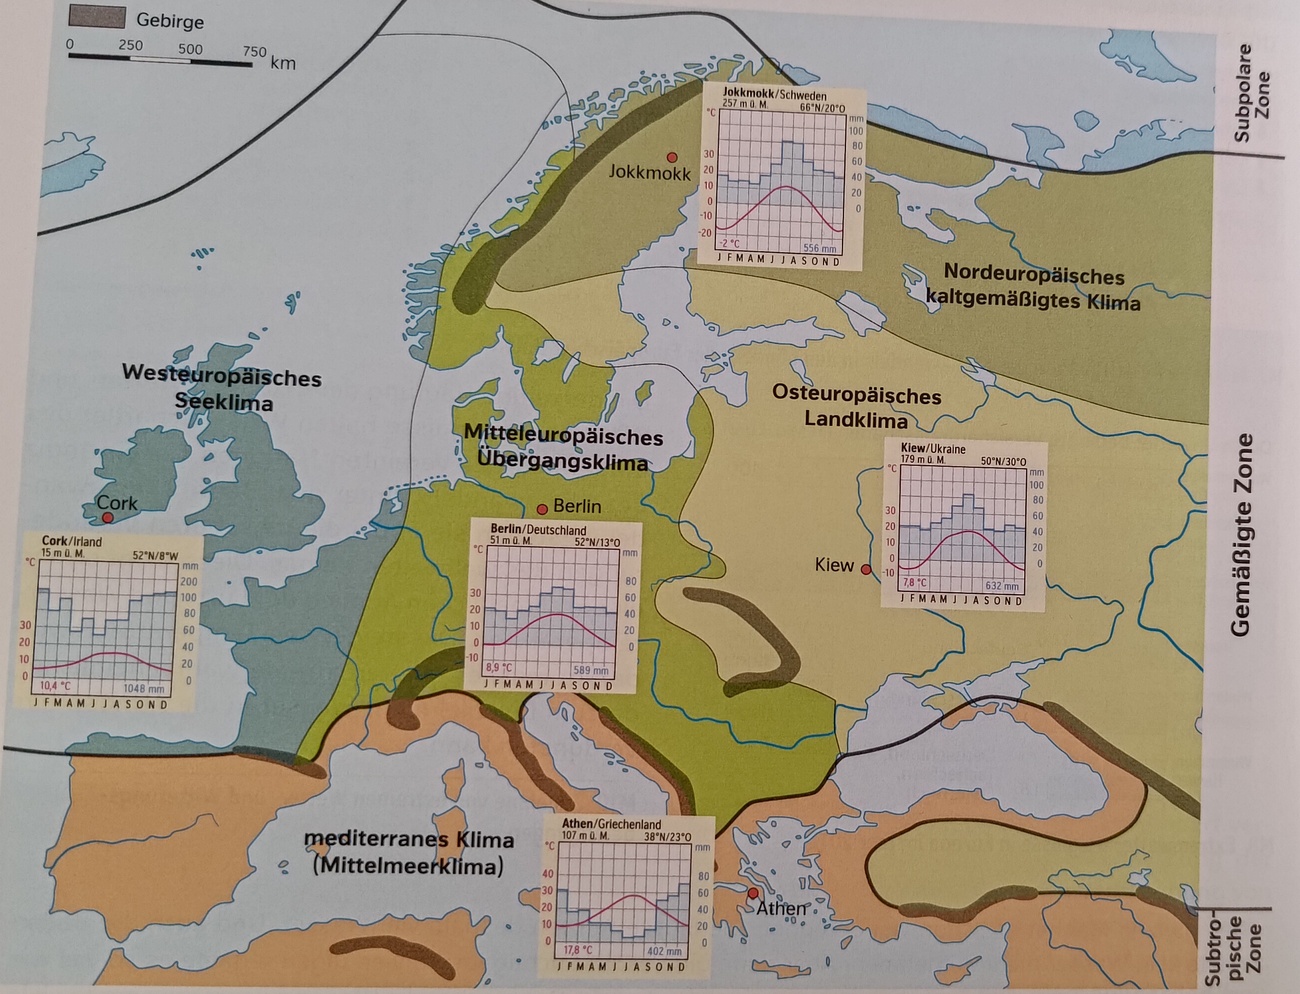 Gebirge
0 250 500 750 km
Subpolare
Zone
Jokkmokk/Schweden
257 m ü. M. 66°N/20°O
°C mm
100
80
30 60
20 40
10 20
0 0
-10
-20
-2 °C 556 mm
J F M A M J J A S O N D
Jokkmokk
Nordeuropäisches
kaltgemäßigtes Klima
Westeuropäisches
Seeklima
Osteuropäisches
Landklima
Mitteleuropäisches
Übergangsklima
Gemäßigte Zone
Kiew/Ukraine
179 m ü. M. 50°N/30°O
°C mm
100
80
30 60
20 40
10 20
0 0
-10
7,8 °C 632 mm
J F M A M J J A S O N D
Kiew
Cork
Berlin
Cork/Irland
15 m ü. M. 52°N/8°W
°C mm
200
100
80
30 60
20 40
10 20
0 0
10,4 °C 1048 mm
J F M A M J J A S O N D
Berlin/Deutschland
51 m ü. M. 52°N/13°O
°C mm
80
30 60
20 40
10 20
0 0
-10
8,9 °C 589 mm
J F M A M J J A S O N D
mediterranes Klima
(Mittelmeerklima)
Athen/Griechenland
107 m ü. M. 38°N/23°O
°C mm
40 80
30 60
20 40
10 20
0 0
17,8 °C 402 mm
J F M A M J J A S O N D
Athen
Subtro-
pische
Zone